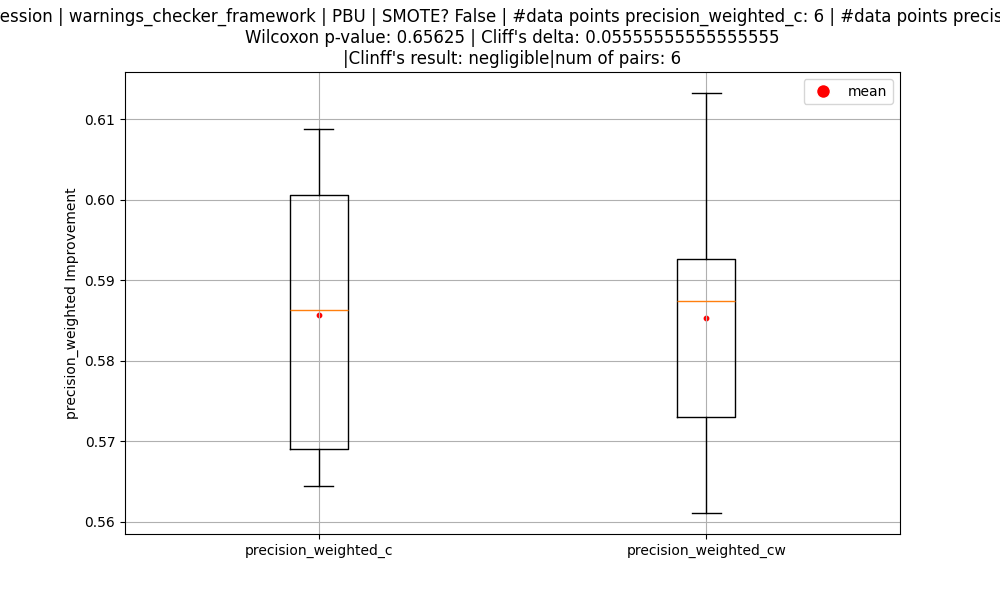 ession | warnings_checker_framework | PBU | SMOTE? False | #data points precision_weighted_c: 6 | #data points precis
Wilcoxon p-value: 0.65625 | Cliff's delta: 0.05555555555555555
|Clinff's result: negligible|num of pairs: 6
mean
0.61
0.60
0.59
0.58
0.57
0.56
precision_weighted Improvement
precision_weighted_c
precision_weighted_cw